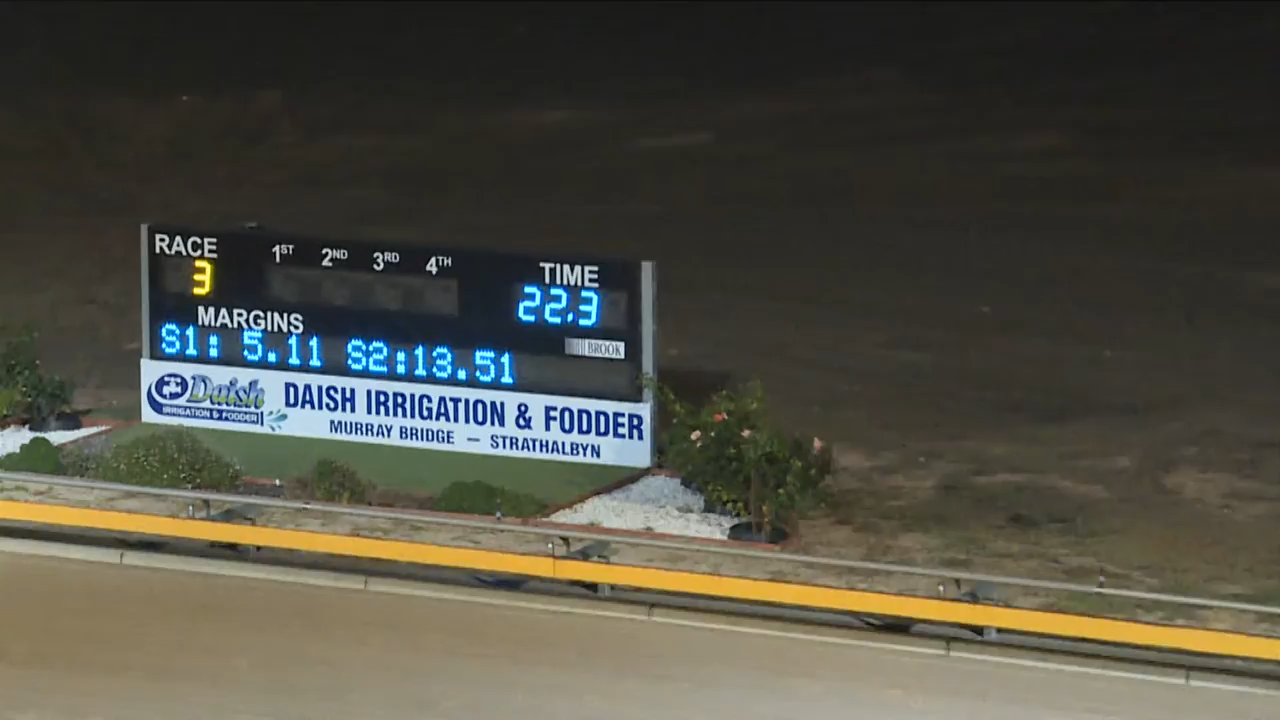 RACE 1ST 2ND 3RD 4TH TIME
3 22.3
MARGINS
S1: 5.11 S2:13.51
BROOK
Daish
IRRIGATION & FODDER
DAISH IRRIGATION & FODDER
MURRAY BRIDGE — STRATHALBYN